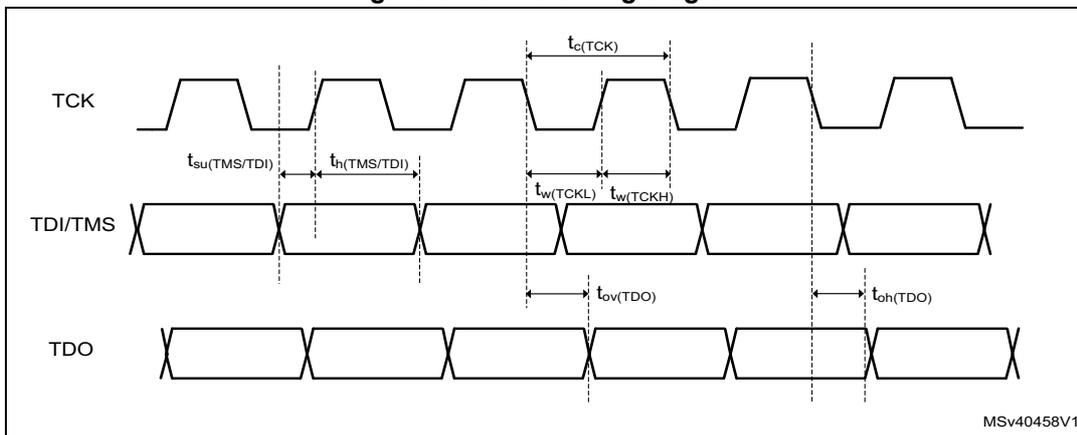 tc(TCK)
TCK
tsu(TMS/TDI)
th(TMS/TDI)
tw(TCKL)
tw(TCKH)
TDI/TMS
tov(TDO)
toh(TDO)
TDO
MSv40458V1